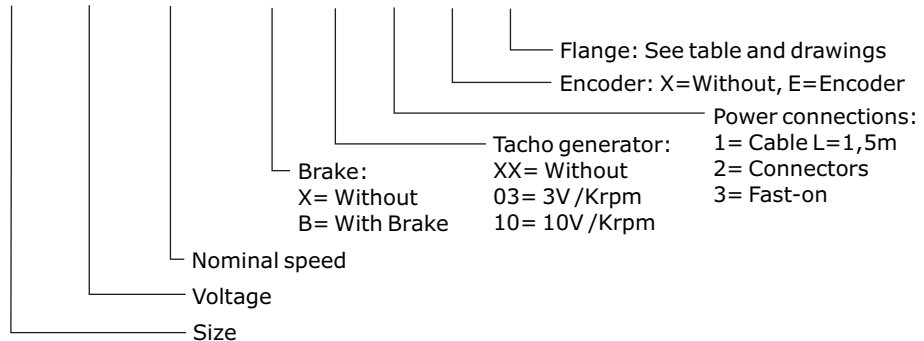 Flange: See table and drawings
Encoder: X=Without, E=Encoder
Power connections:
1= Cable L=1,5m
2= Connectors
3= Fast-on
Tacho generator:
XX= Without
03= 3V /Krpm
10= 10V /Krpm
Brake:
X= Without
B= With Brake
Nominal speed
Voltage
Size